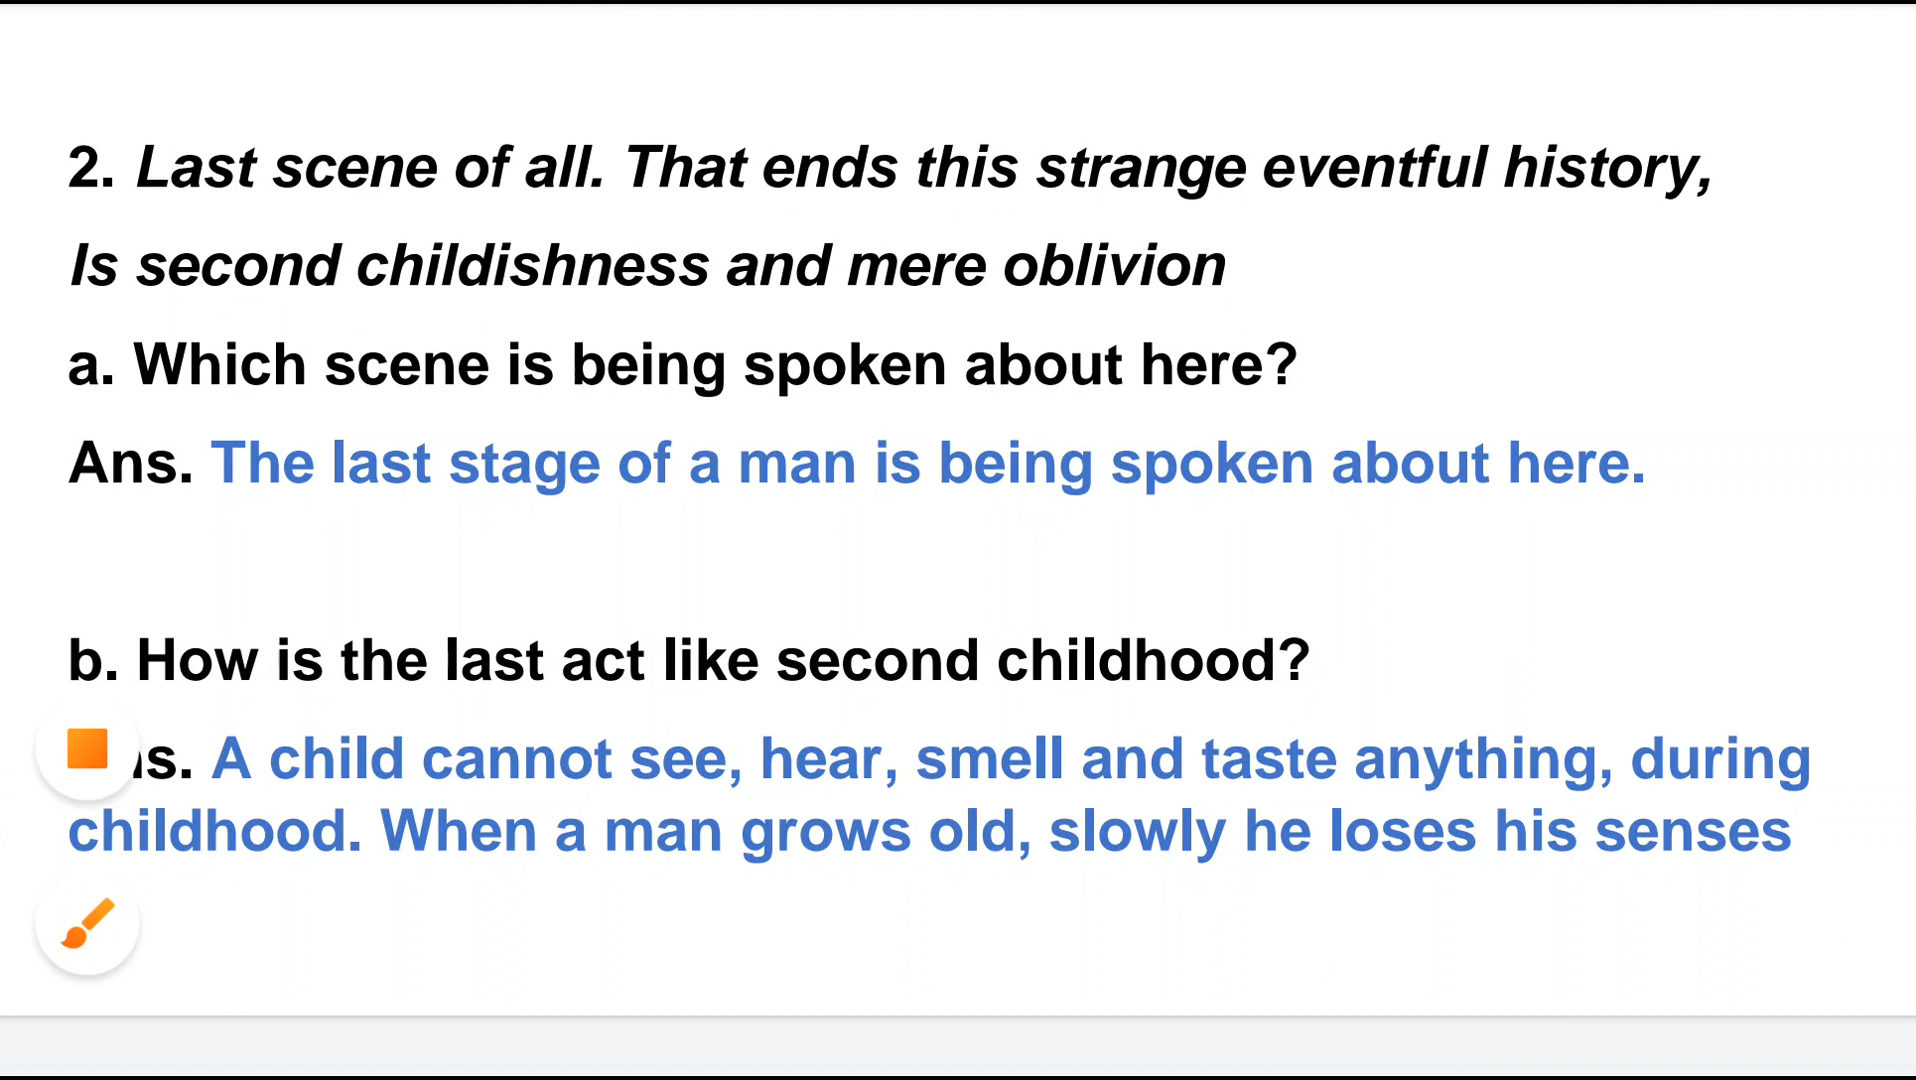 2. Last scene of all. That ends this strange eventful history,
Is second childishness and mere oblivion
a. Which scene is being spoken about here?
Ans. The last stage of a man is being spoken about here.
b. How is the last act like second childhood?
s. A child cannot see, hear, smell and taste anything, during
childhood. When a man grows old, slowly he loses his senses